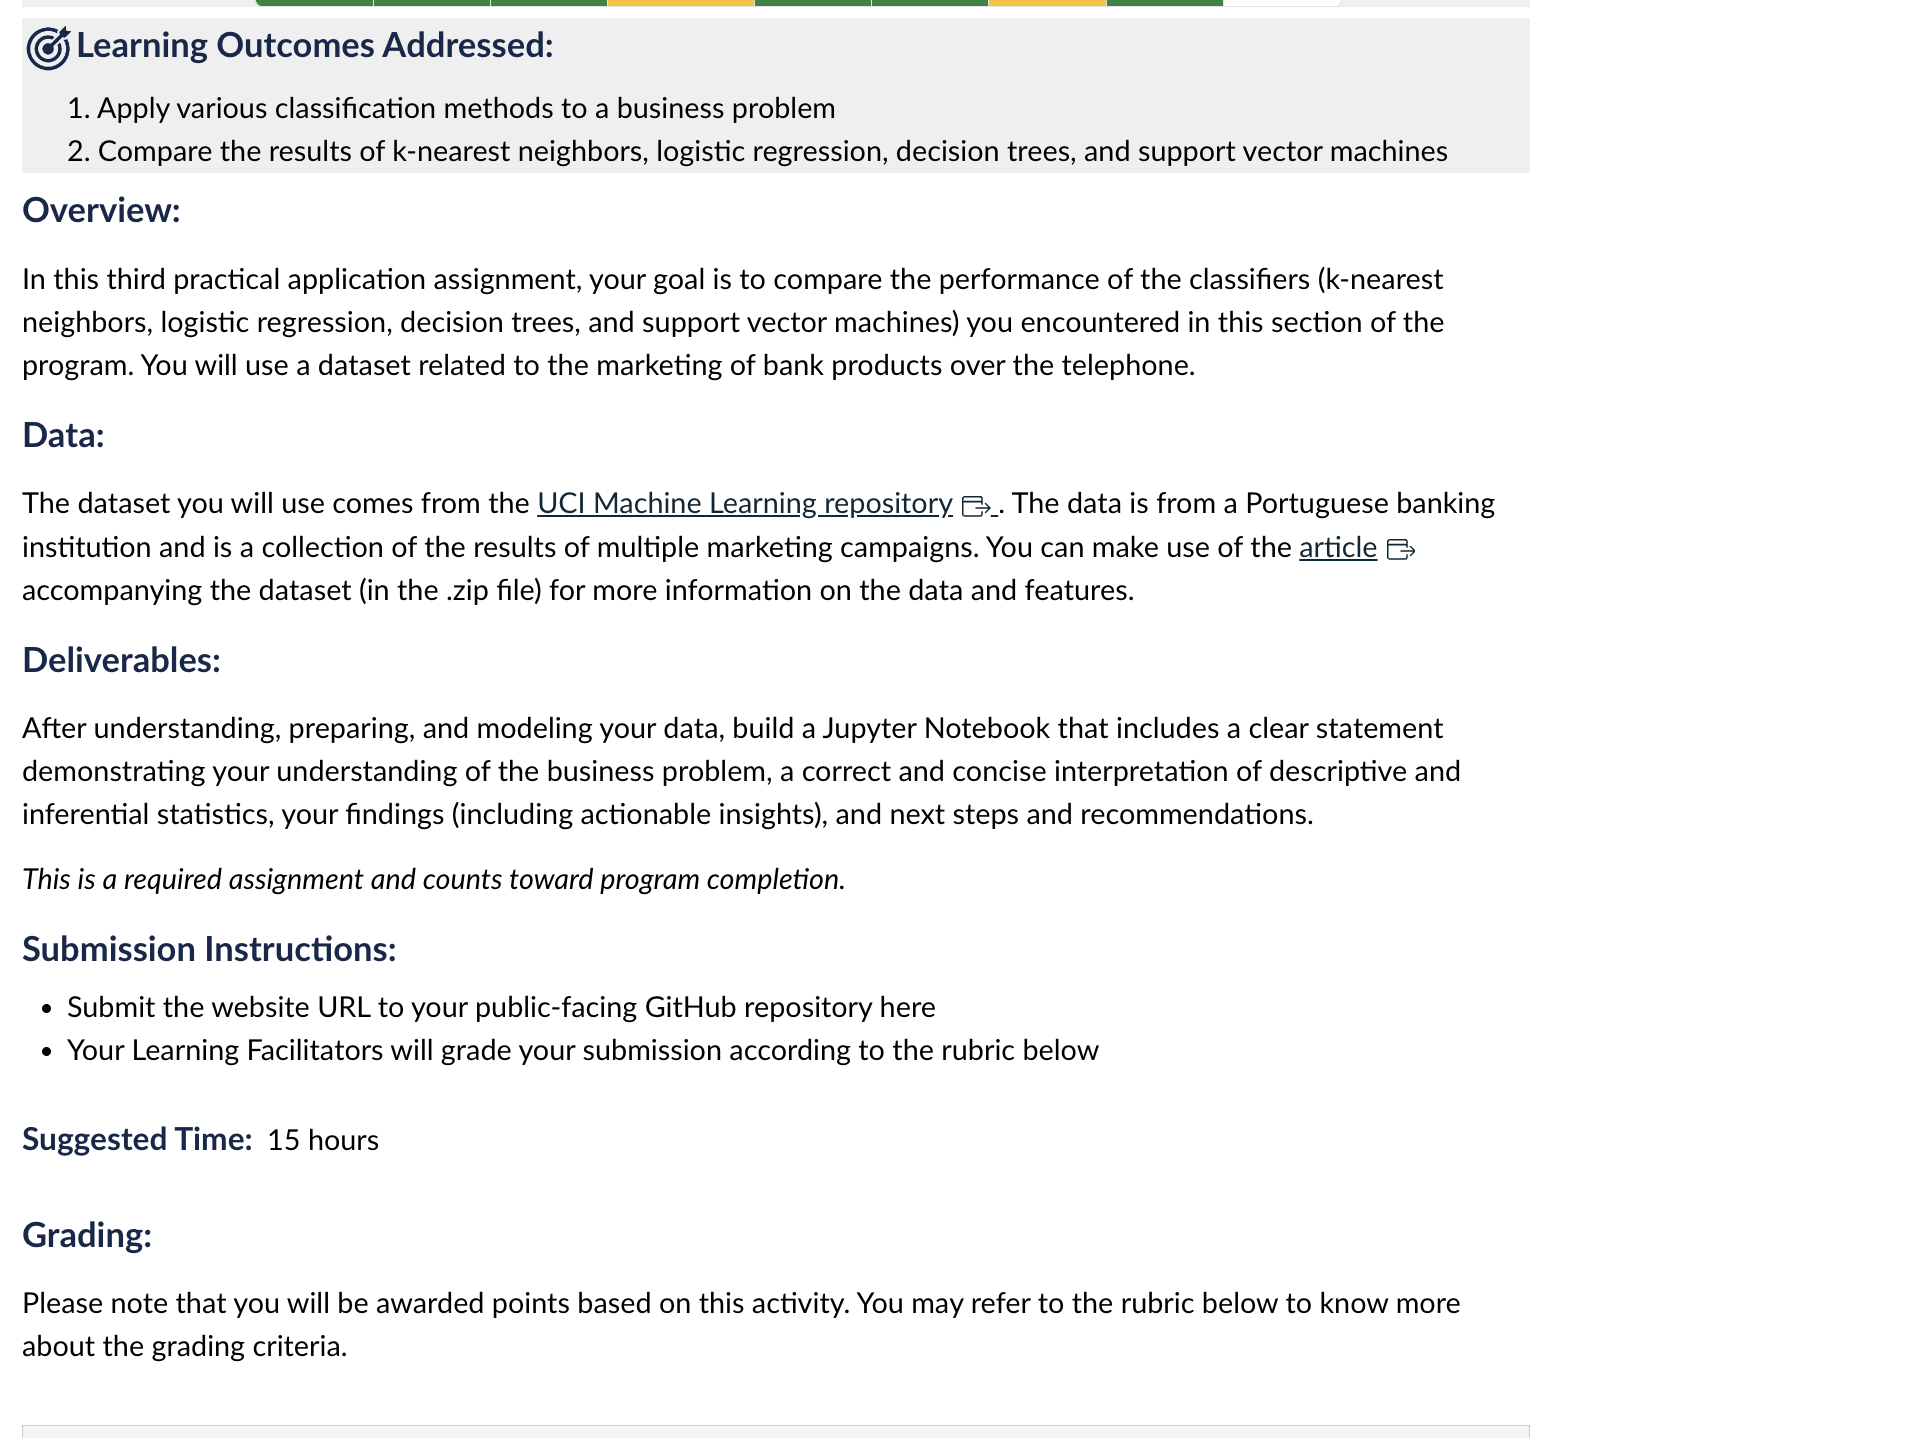 Learning Outcomes Addressed:
1. Apply various classification methods to a business problem
2. Compare the results of k-nearest neighbors, logistic regression, decision trees, and support vector machines
Overview:
In this third practical application assignment, your goal is to compare the performance of the classifiers (k-nearest
neighbors, logistic regression, decision trees, and support vector machines) you encountered in this section of the
program. You will use a dataset related to the marketing of bank products over the telephone.
Data:
The dataset you will use comes from the UCI Machine Learning repository . The data is from a Portuguese banking
institution and is a collection of the results of multiple marketing campaigns. You can make use of the article
accompanying the dataset (in the .zip file) for more information on the data and features.
Deliverables:
After understanding, preparing, and modeling your data, build a Jupyter Notebook that includes a clear statement
demonstrating your understanding of the business problem, a correct and concise interpretation of descriptive and
inferential statistics, your findings (including actionable insights), and next steps and recommendations.
This is a required assignment and counts toward program completion.
Submission Instructions:
• Submit the website URL to your public-facing GitHub repository here
• Your Learning Facilitators will grade your submission according to the rubric below
Suggested Time: 15 hours
Grading:
Please note that you will be awarded points based on this activity. You may refer to the rubric below to know more
about the grading criteria.